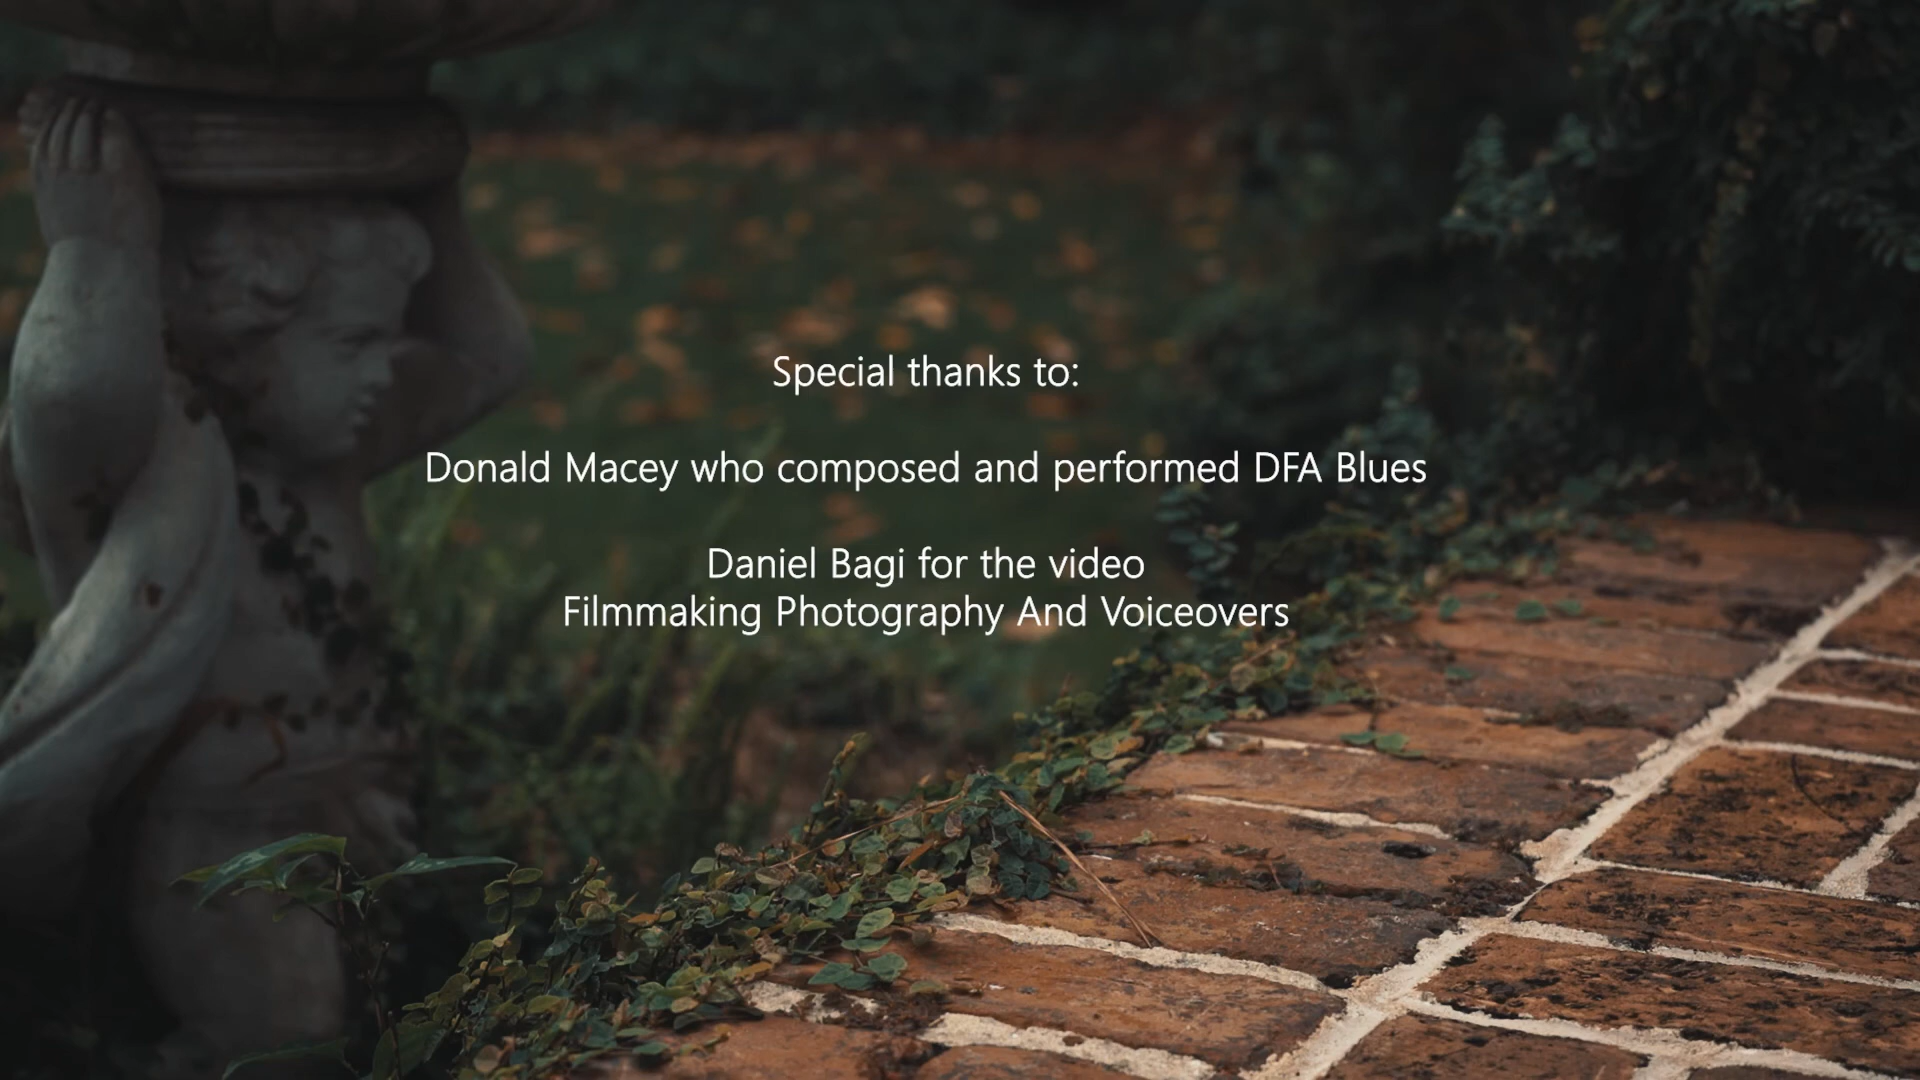 Special thanks to:
Donald Macey who composed and performed DFA Blues
Daniel Bagi for the video
Filmmaking Photography And Voiceovers